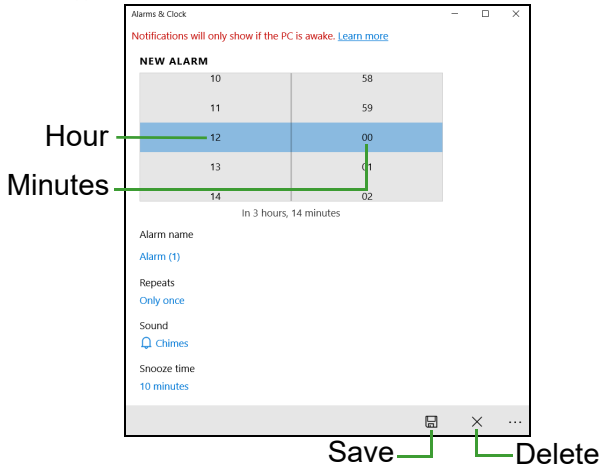 Alarms & Clock
Notifications will only show if the PC is awake. Learn more
NEW ALARM
10 58
11 59
Hour 12 00
Minutes 13 01
14 02
In 3 hours, 14 minutes
Alarm name
Alarm (1)
Repeats
Only once
Sound
Chimes
Snooze time
10 minutes
Save Delete